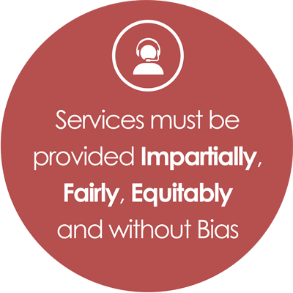 Services must be
provided Impartially,
Fairly, Equitably
and without Bias